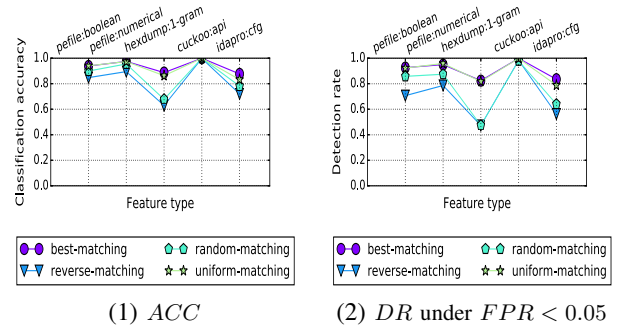 pefile:boolean
pefile:numerical
hexdump:1-gram
cuckoo:api
idapro:cfg
Classification accuracy
1.0
0.8
0.6
0.4
0.2
0.0
Feature type
best-matching
random-matching
reverse-matching
uniform-matching
(1) ACC
pefile:boolean
pefile:numerical
hexdump:1-gram
cuckoo:api
idapro:cfg
Detection rate
1.0
0.8
0.6
0.4
0.2
0.0
Feature type
best-matching
random-matching
reverse-matching
uniform-matching
(2) DR under FPR < 0.05